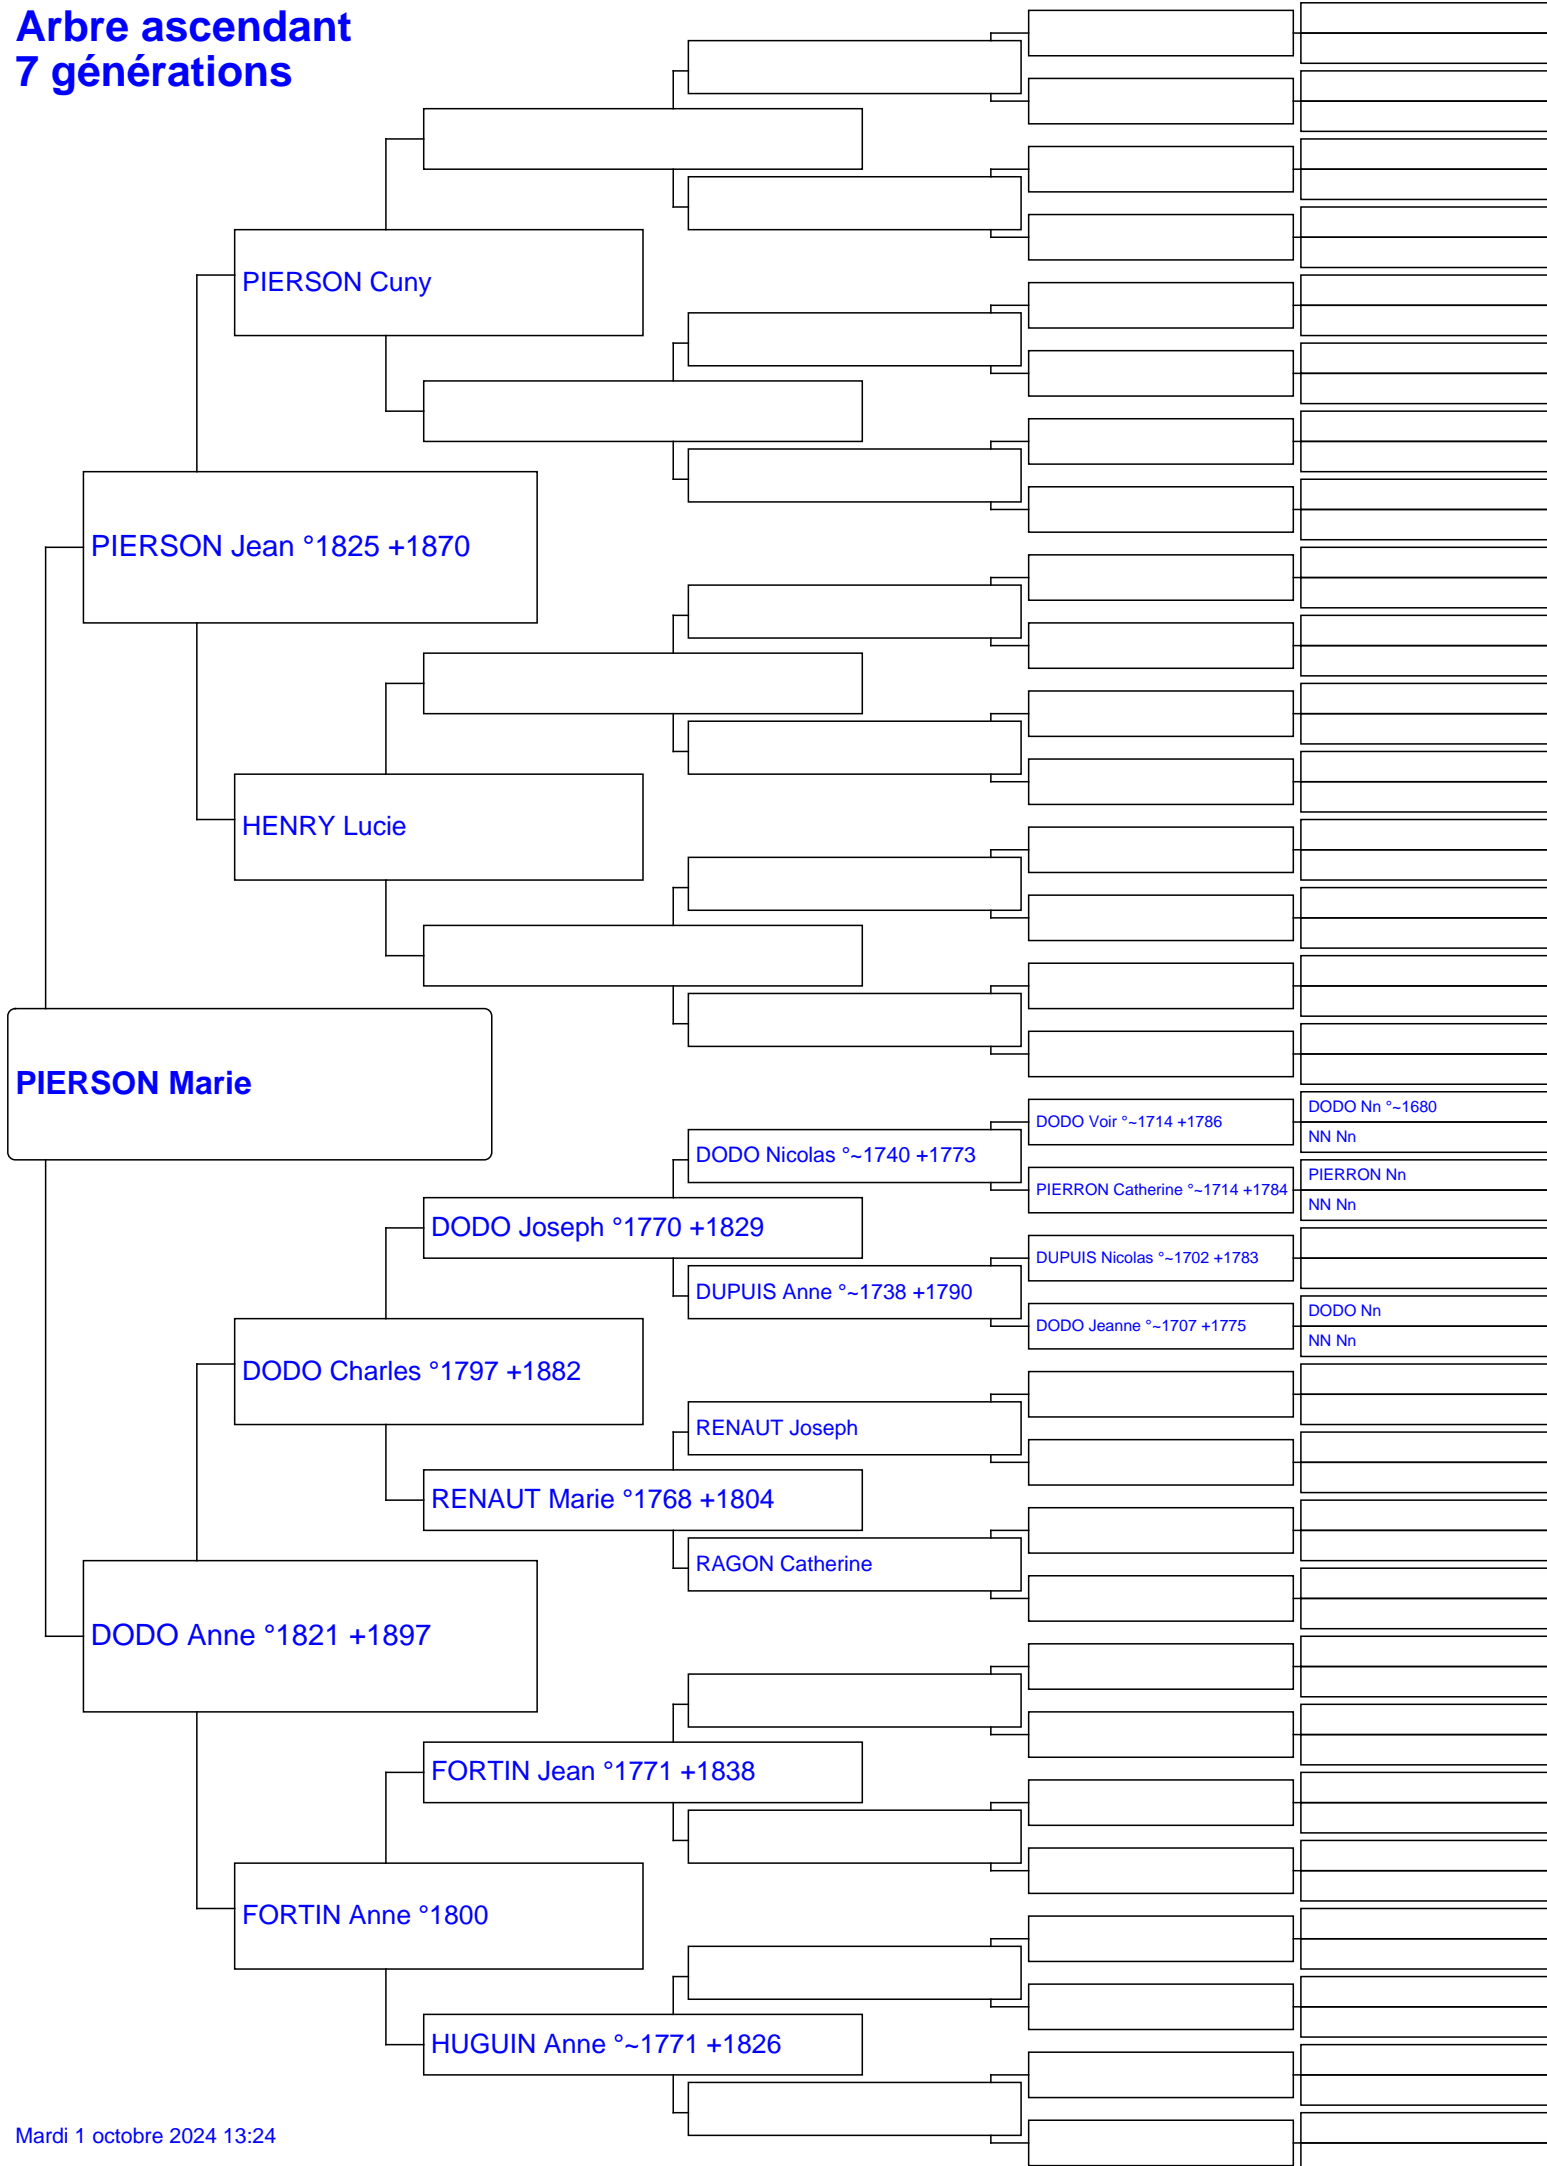 Arbre ascendant
7 générations
PIERSON Cuny
PIERSON Jean °1825 +1870
HENRY Lucie
PIERSON Marie
DODO Voir °~1714 +1786
DODO Nn °~1680
NN Nn
DODO Nicolas °~1740 +1773
PIERRON Catherine °~1714 +1784
PIERRON Nn
NN Nn
DODO Joseph °1770 +1829
DUPUIS Nicolas °~1702 +1783
DUPUIS Anne °~1738 +1790
DODO Jeanne °~1707 +1775
DODO Nn
NN Nn
DODO Charles °1797 +1882
RENAUT Joseph
RENAUT Marie °1768 +1804
RAGON Catherine
DODO Anne °1821 +1897
FORTIN Jean °1771 +1838
FORTIN Anne °1800
HUGUIN Anne °~1771 +1826
Mardi 1 octobre 2024 13:24